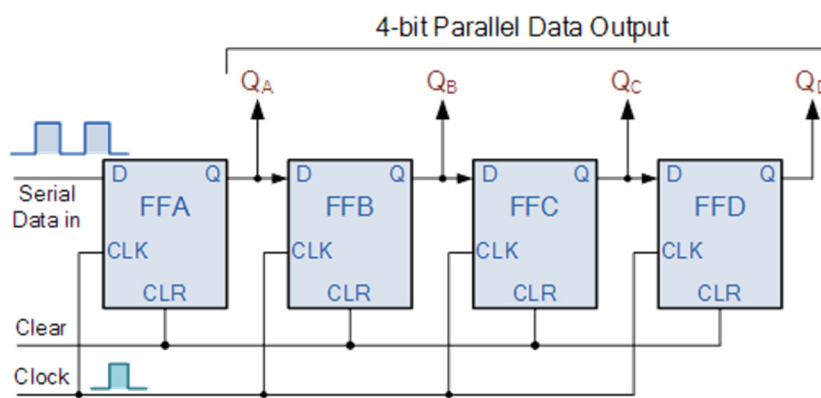 4-bit Parallel Data Output
QA QB QC QD
D Q D Q D Q D Q
Serial
Data in
FFA FFB FFC FFD
CLK CLK CLK CLK
CLR CLR CLR CLR
Clear
Clock